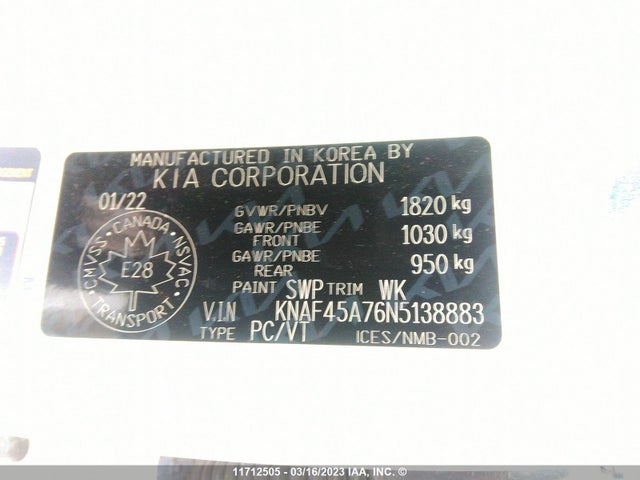 MANUFACTURED IN KOREA BY
KIA CORPORATION
01/22
GVWR/PNBV 1820 kg
GAWR/PNBE FRONT 1030 kg
GAWR/PNBE REAR 950 kg
CANADA
CMVSS E28 NSVAC
TRANSPORT
PAINT SWP TRIM WK
V.I.N KNAF45A76N5138883
TYPE PC/VT ICES/NMB-002
11712505 - 03/16/2023 IAA, INC. ©